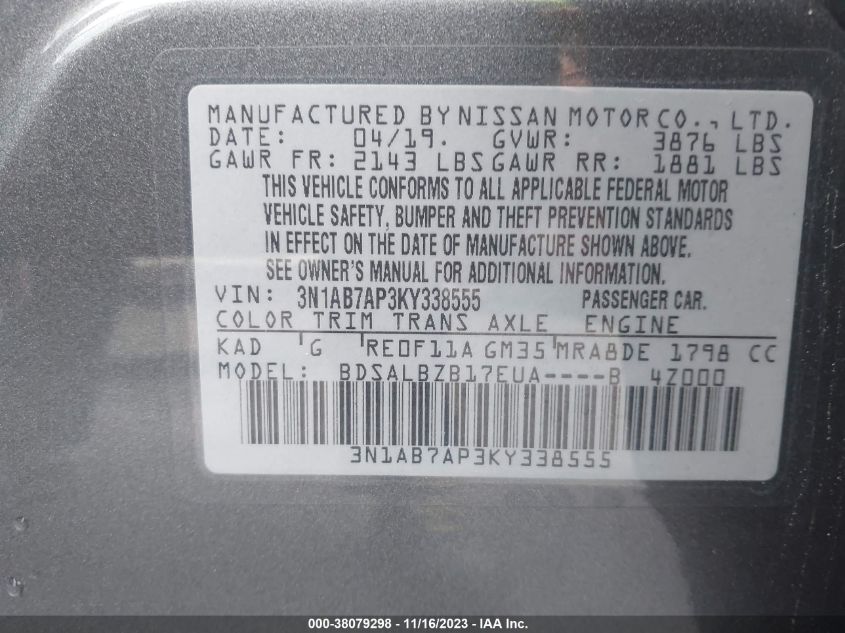 MANUFACTURED BY NISSAN MOTOR CO., LTD.
DATE: 04/19. GVWR: 3876 LBS
GAWR FR: 2143 LBS GAWR RR: 1881 LBS
THIS VEHICLE CONFORMS TO ALL APPLICABLE FEDERAL MOTOR
VEHICLE SAFETY, BUMPER AND THEFT PREVENTION STANDARDS
IN EFFECT ON THE DATE OF MANUFACTURE SHOWN ABOVE.
SEE OWNER'S MANUAL FOR ADDITIONAL INFORMATION.
VIN: 3N1AB7AP3KY338555 PASSENGER CAR.
COLOR TRIM TRANS AXLE ENGINE
KAD G RE0F11A GM35 MRA8DE 1798 CC
MODEL: BDSALBZB17EUA----B 4Z000
3N1AB7AP3KY338555
000-38079298 - 11/16/2023 - IAA Inc.